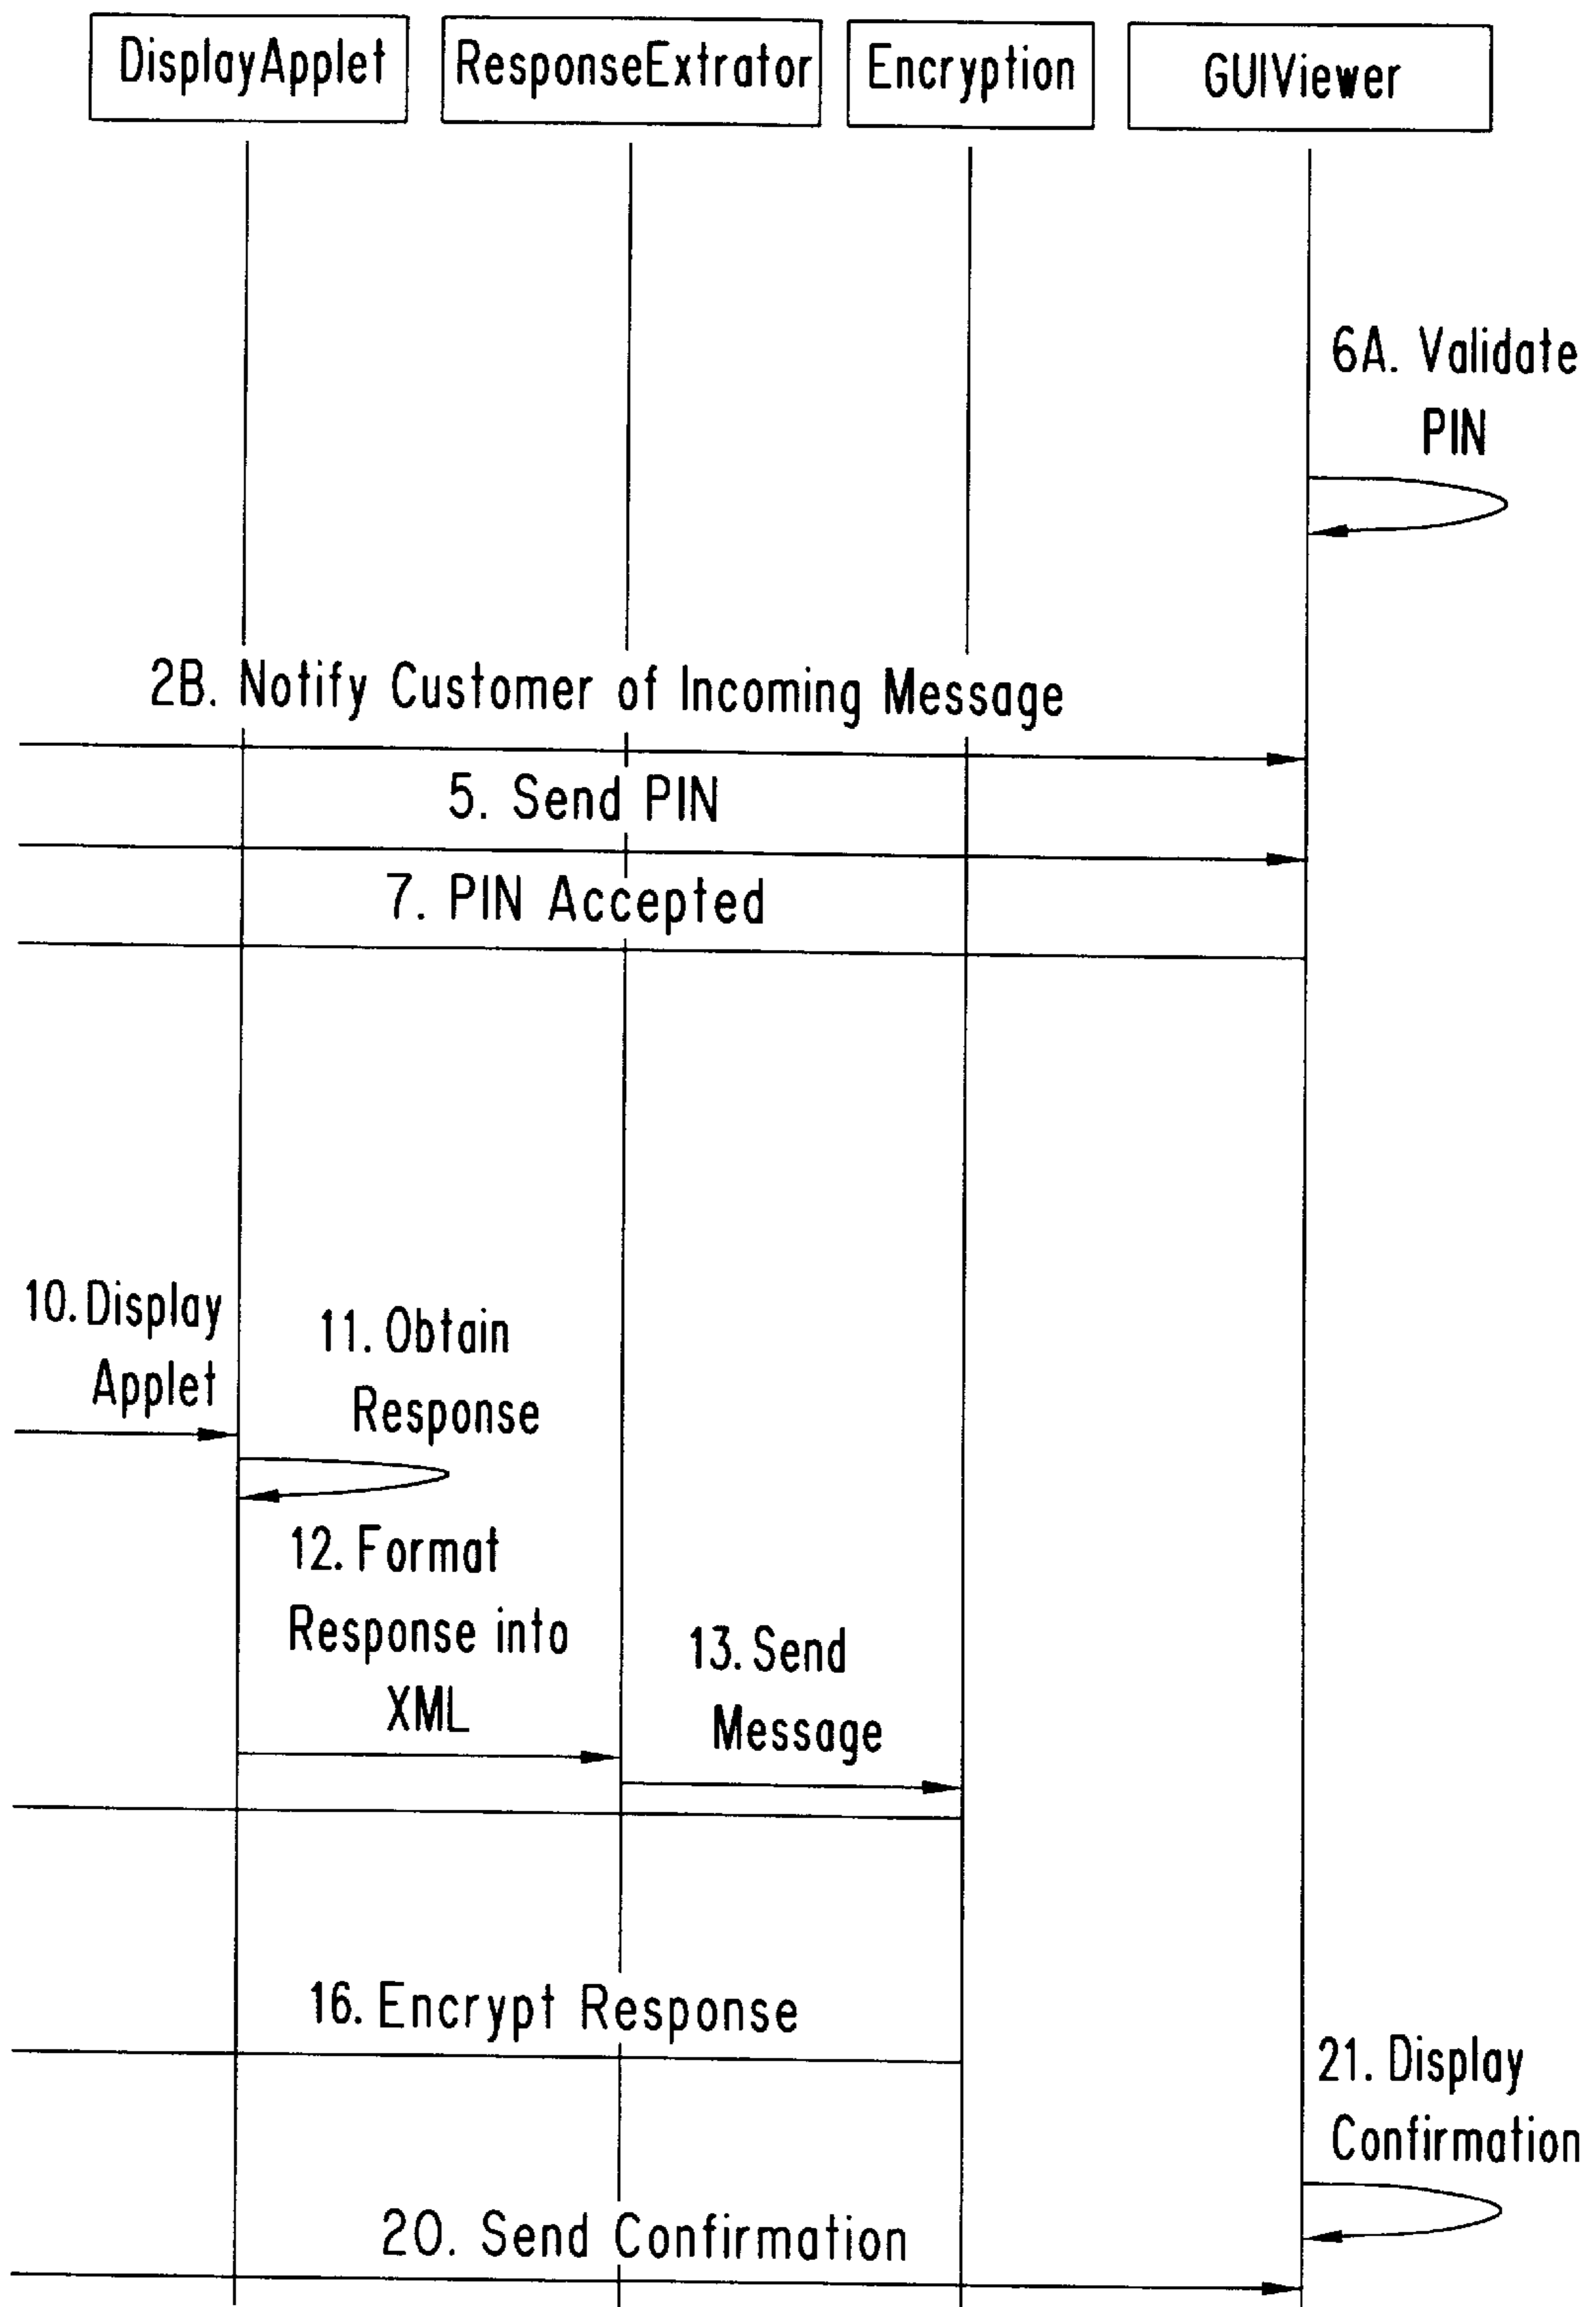 DisplayApplet
ResponseExtrator
Encryption
GUIViewer
6A. Validate
PIN
2B. Notify Customer of Incoming Message
5. Send PIN
7. PIN Accepted
10. Display
Applet
11. Obtain
Response
12. Format
Response into
XML
13. Send
Message
16. Encrypt Response
21. Display
Confirmation
20. Send Confirmation